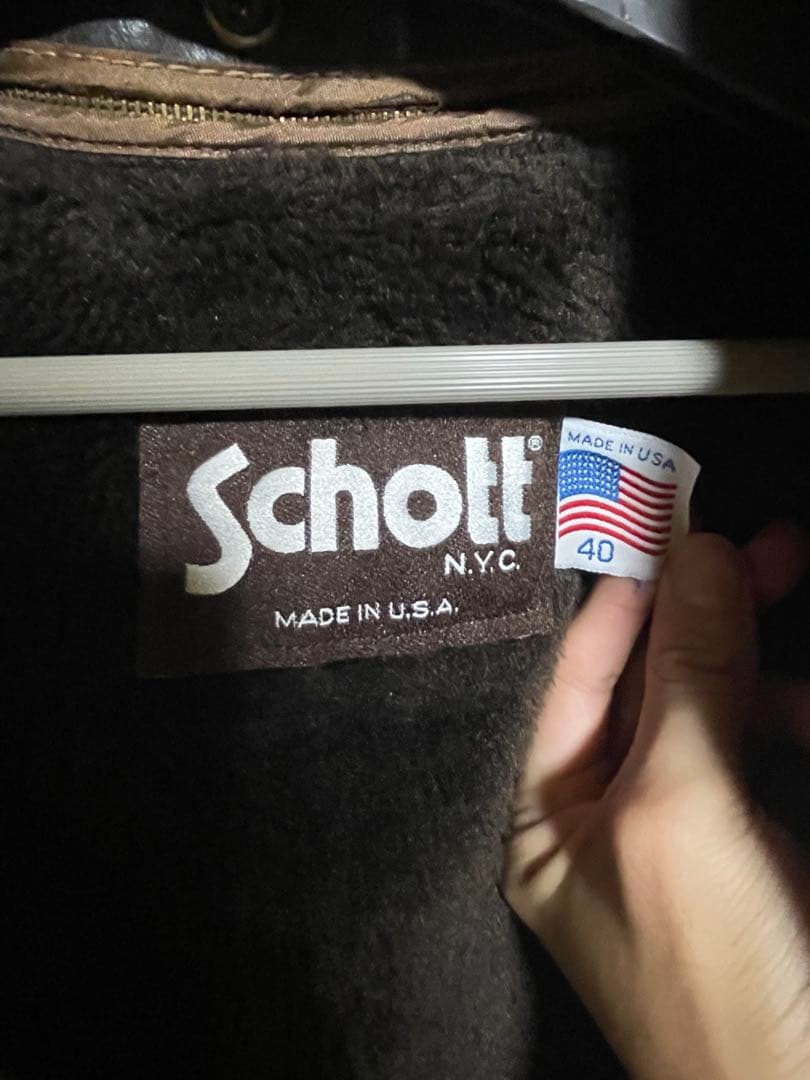 Schott®
N.Y.C.
MADE IN U.S.A.
MADE IN USA
40